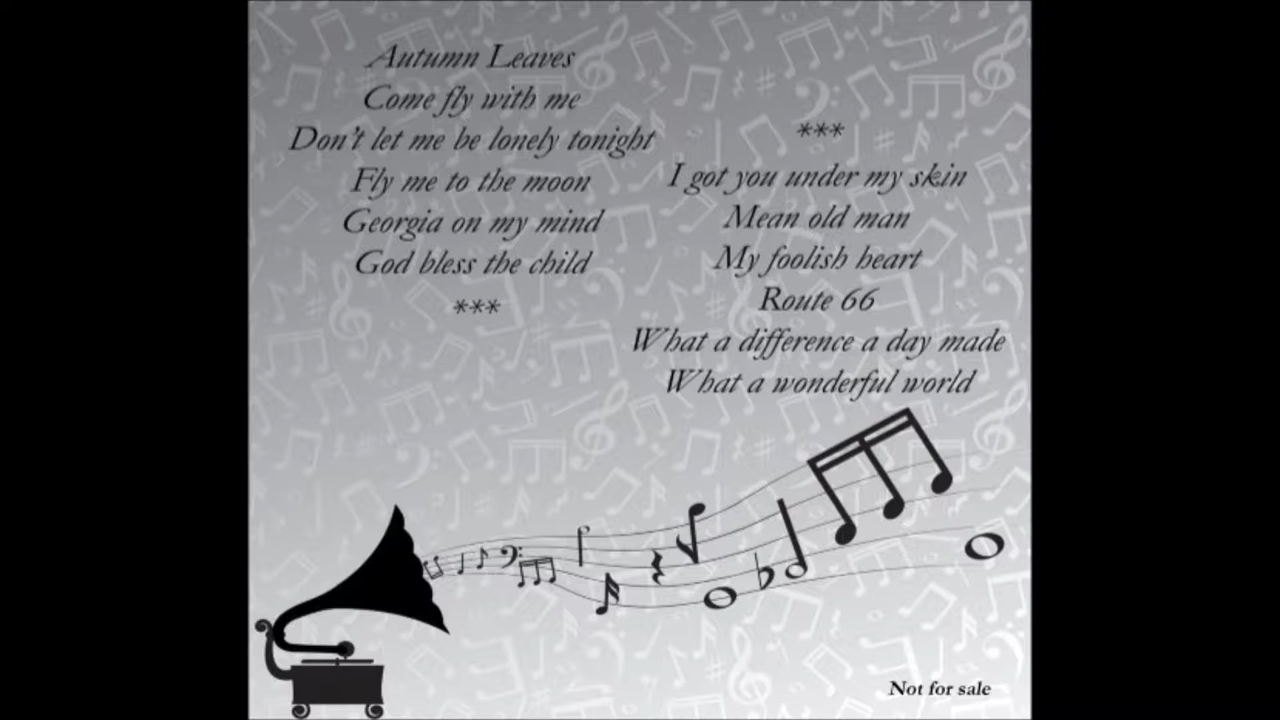 Autumn Leaves
Come fly with me
Don't let me be lonely tonight
Fly me to the moon
Georgia on my mind
God bless the child
***
***
I got you under my skin
Mean old man
My foolish heart
Route 66
What a difference a day made
What a wonderful world
Not for sale